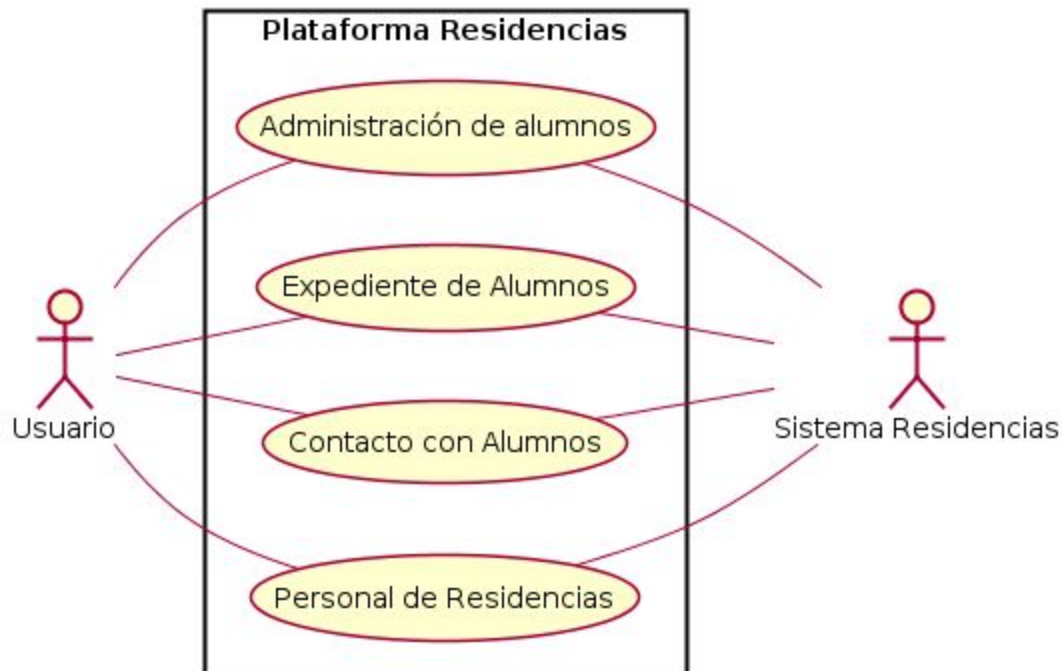 Plataforma Residencias
Administración de alumnos
Expediente de Alumnos
Usuario
Sistema Residencias
Contacto con Alumnos
Personal de Residencias